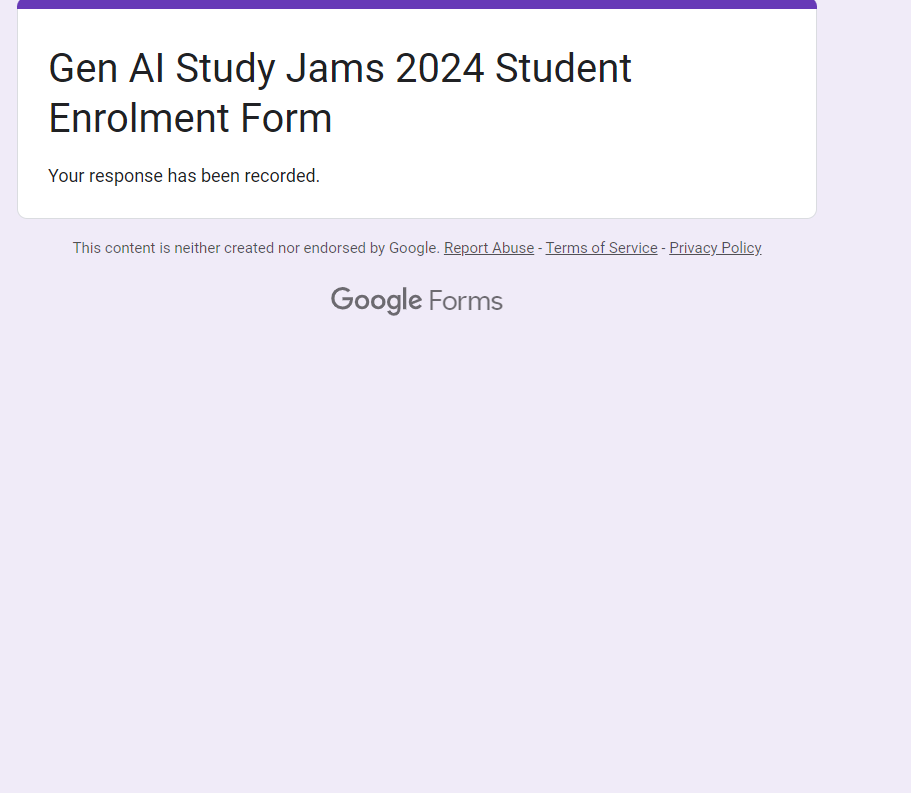 Gen AI Study Jams 2024 Student
Enrolment Form
Your response has been recorded.
This content is neither created nor endorsed by Google. Report Abuse - Terms of Service - Privacy Policy
Google Forms